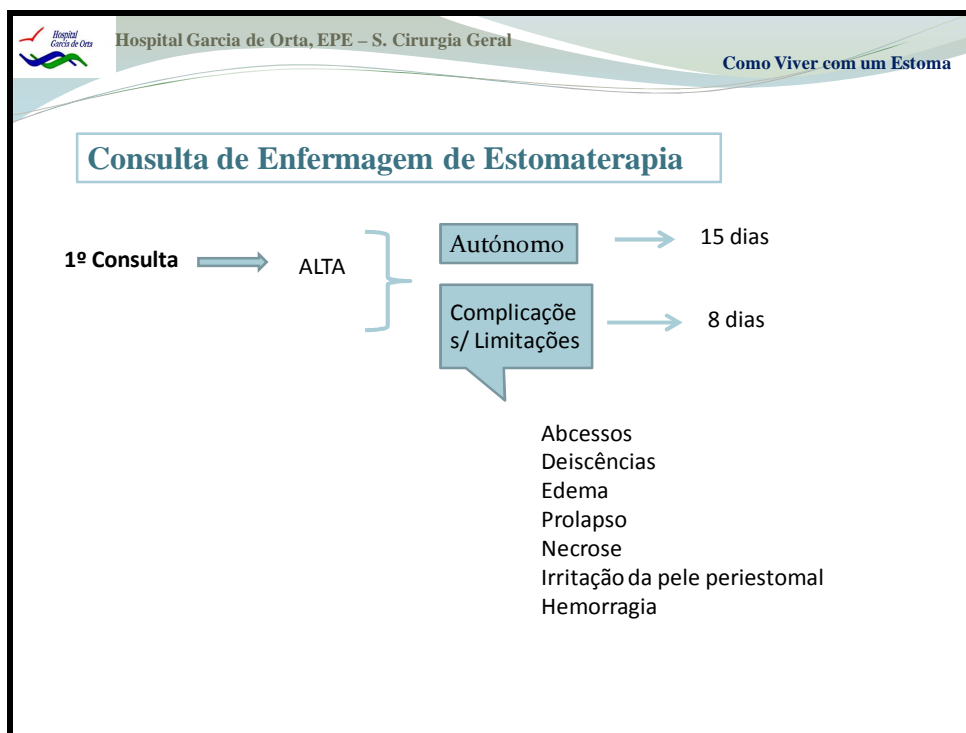 Hospital
Garcia de Orta
Hospital Garcia de Orta, EPE – S. Cirurgia Geral
Como Viver com um Estoma
Consulta de Enfermagem de Estomaterapia
1º Consulta
ALTA
Autónomo
15 dias
Complicaçõe
s/ Limitações
8 dias
Abcessos
Deiscências
Edema
Prolapso
Necrose
Irritação da pele periestomal
Hemorragia